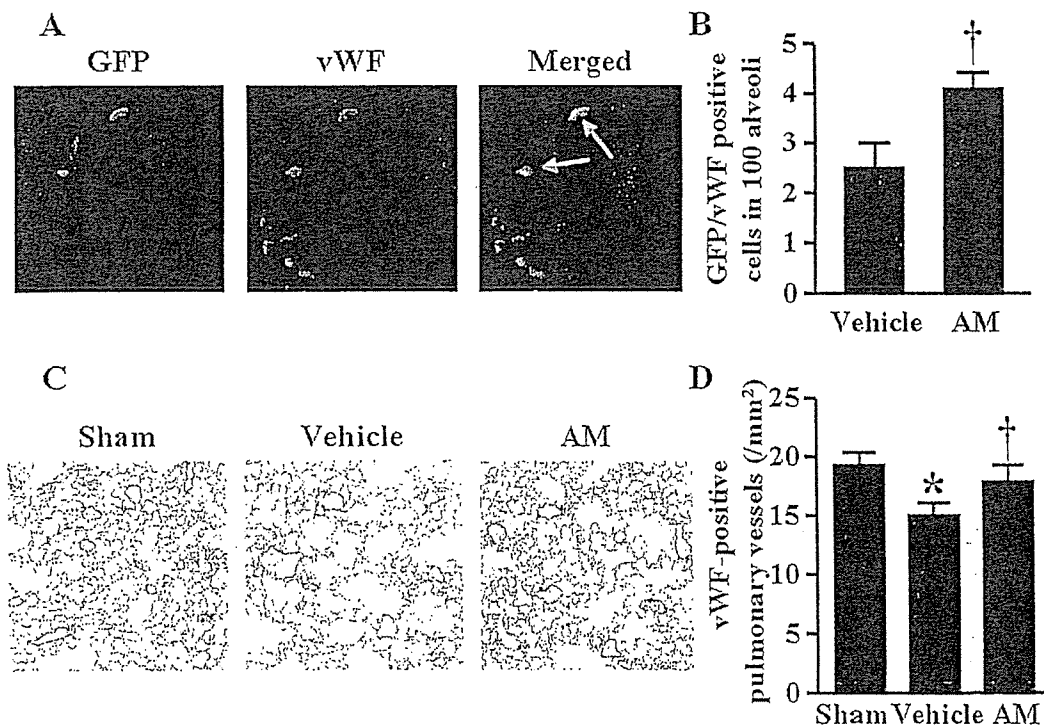 A
GFP
vWF
Merged
B
GFP/vWF positive
cells in 100 alveoli
5
4
3
2
1
0
†
Vehicle
AM
C
Sham
Vehicle
AM
D
vWF-positive
pulmonary vessels (/mm²)
25
20
15
10
5
0
*
†
Sham Vehicle AM